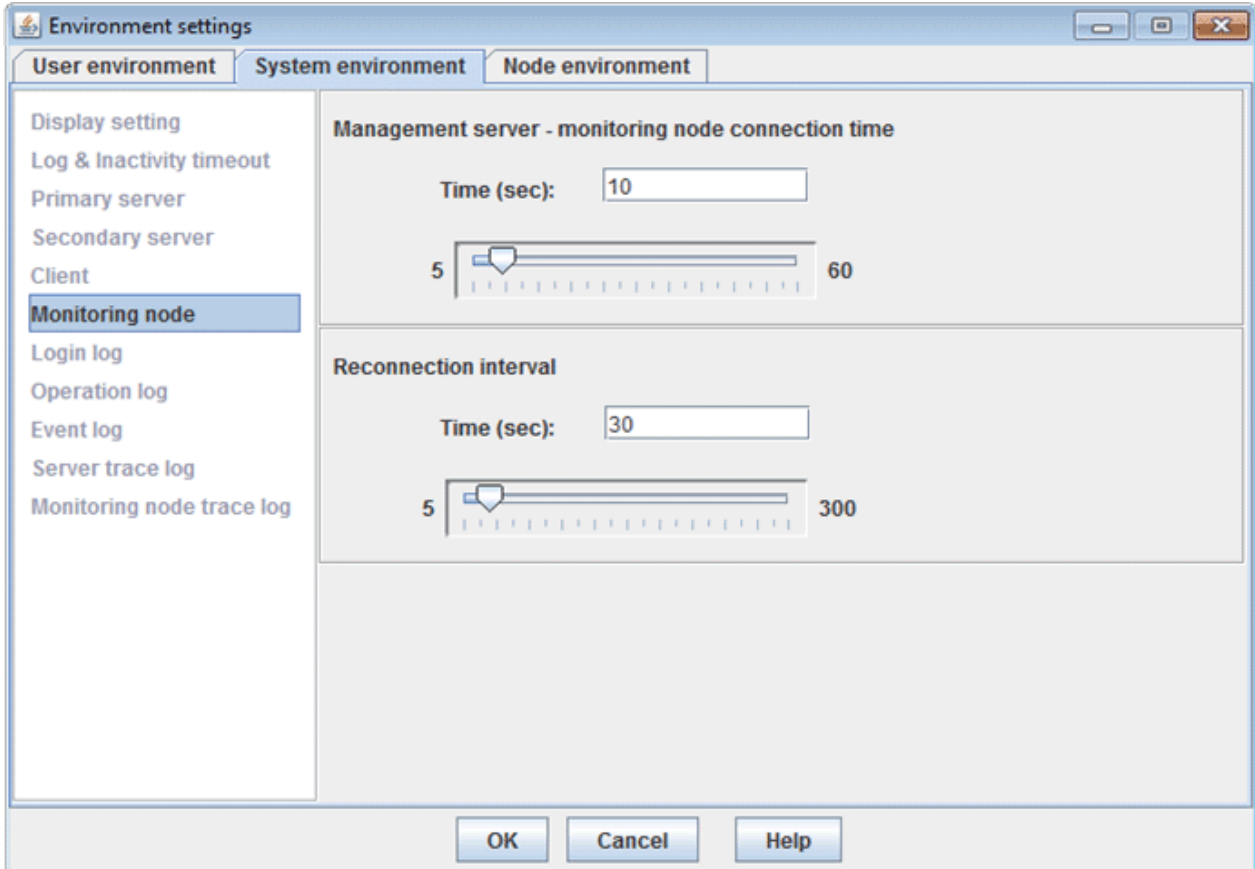 Environment settings
User environment System environment Node environment
Display setting
Log & Inactivity timeout
Primary server
Secondary server
Client
Monitoring node
Login log
Operation log
Event log
Server trace log
Monitoring node trace log
Management server - monitoring node connection time
Time (sec): 10
5 60
Reconnection interval
Time (sec): 30
5 300
OK Cancel Help